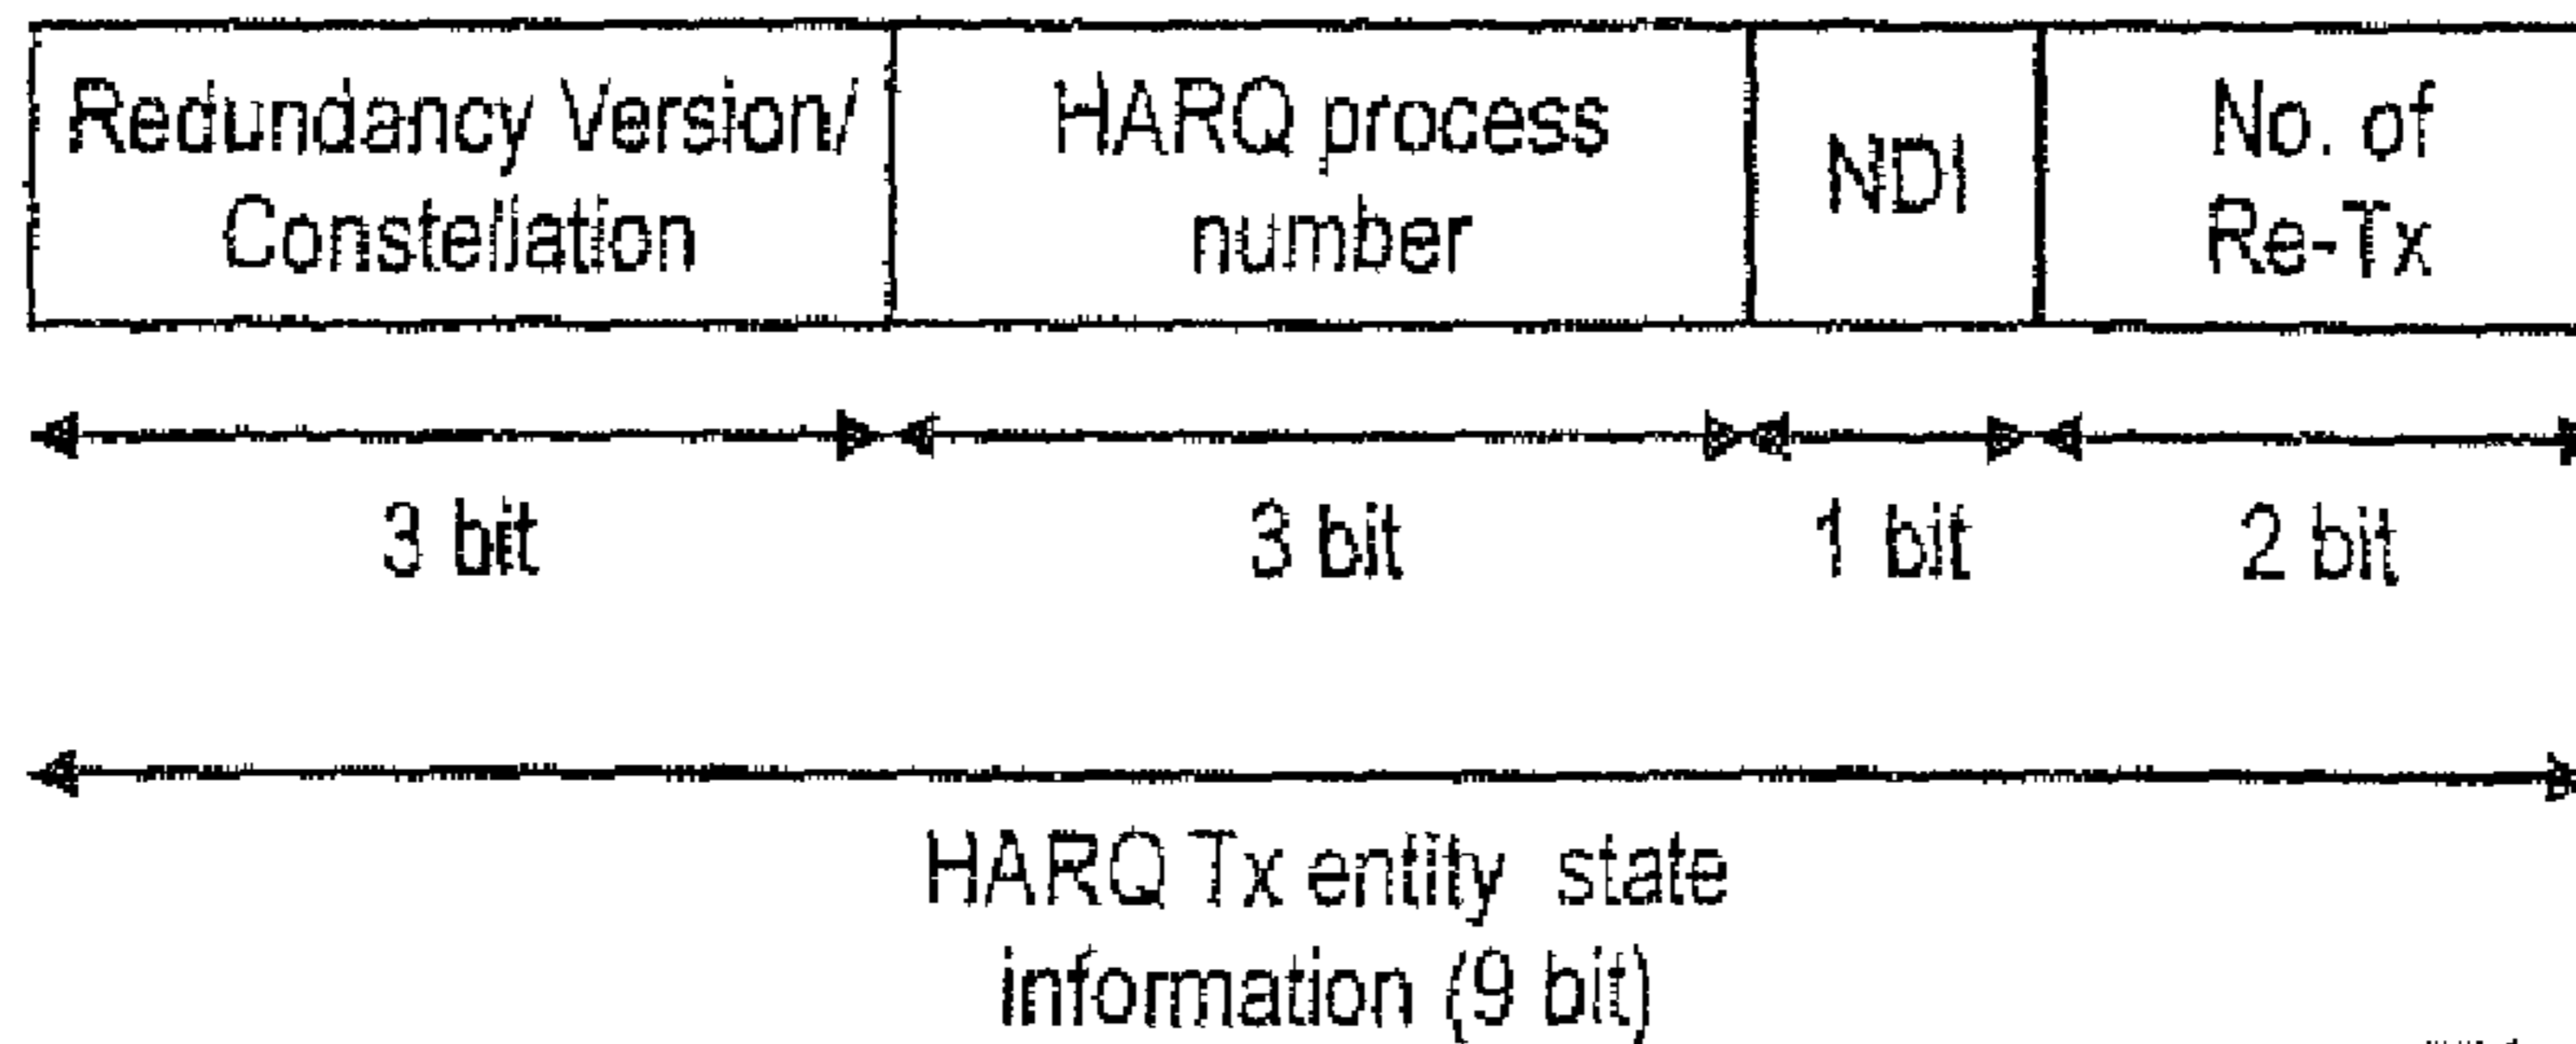 Redundancy Version/
Constellation
HARQ process
number
NDI
No. of
Re-Tx
3 bit
3 bit
1 bit
2 bit
HARQ Tx entity state
information (9 bit)